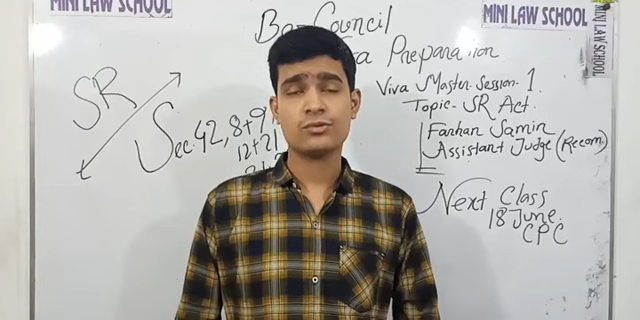 MINI LAW SCHOOL
MINI LAW SCHOOL
MINI LAW SCHOOL
Bar Council
Preparation
Viva Master Session-1
Topic- SR Act.
Farhan Samin
Assistant Judge (Recom.)
SR
Sec. 42, 8+9
12+21
Next Class
18 June.
CPC